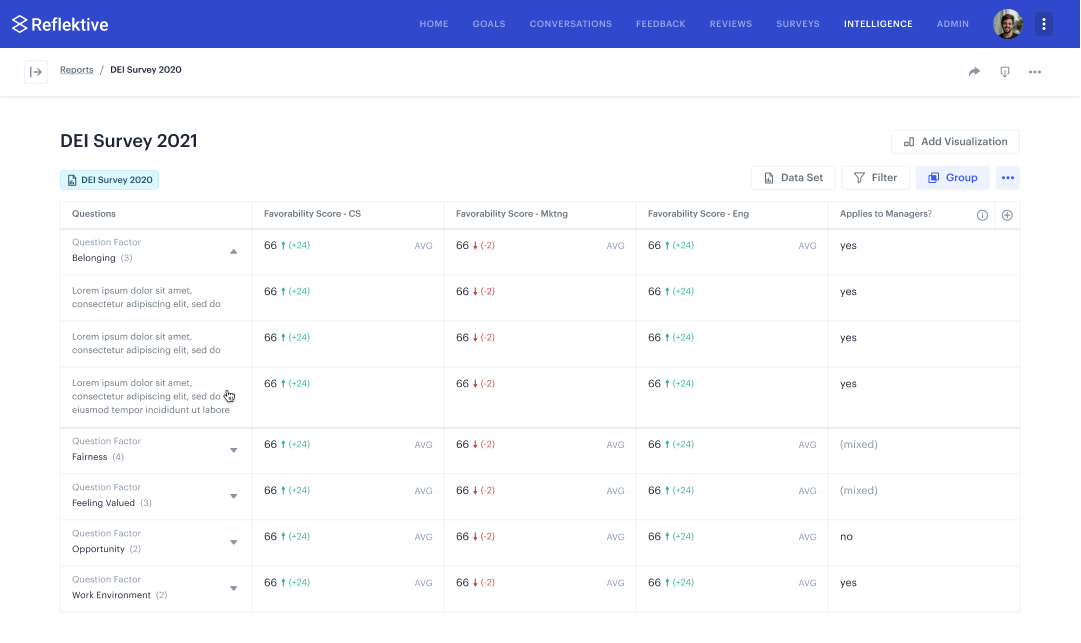 Reflektive
HOME GOALS CONVERSATIONS FEEDBACK REVIEWS SURVEYS INTELLIGENCE ADMIN
Reports / DEI Survey 2020
DEI Survey 2021
Add Visualization
DEI Survey 2020
Data Set Filter Group
Questions Favorability Score - CS Favorability Score - Mktng Favorability Score - Eng Applies to Managers?
Question Factor
Belonging (3)
66 (+24) AVG 66 (-2) AVG 66 (+24) AVG yes
Lorem ipsum dolor sit amet,
consectetur adipiscing elit, sed do
66 (+24) 66 (-2) 66 (+24) yes
Lorem ipsum dolor sit amet,
consectetur adipiscing elit, sed do
66 (+24) 66 (-2) 66 (+24) yes
Lorem ipsum dolor sit amet,
consectetur adipiscing elit, sed do
eiusmod tempor incididunt ut labore
66 (+24) 66 (-2) 66 (+24) yes
Question Factor
Fairness (4)
66 (+24) AVG 66 (-2) AVG 66 (+24) AVG (mixed)
Question Factor
Feeling Valued (3)
66 (+24) AVG 66 (-2) AVG 66 (+24) AVG (mixed)
Question Factor
Opportunity (2)
66 (+24) AVG 66 (-2) AVG 66 (+24) AVG no
Question Factor
Work Environment (2)
66 (+24) AVG 66 (-2) AVG 66 (+24) AVG yes